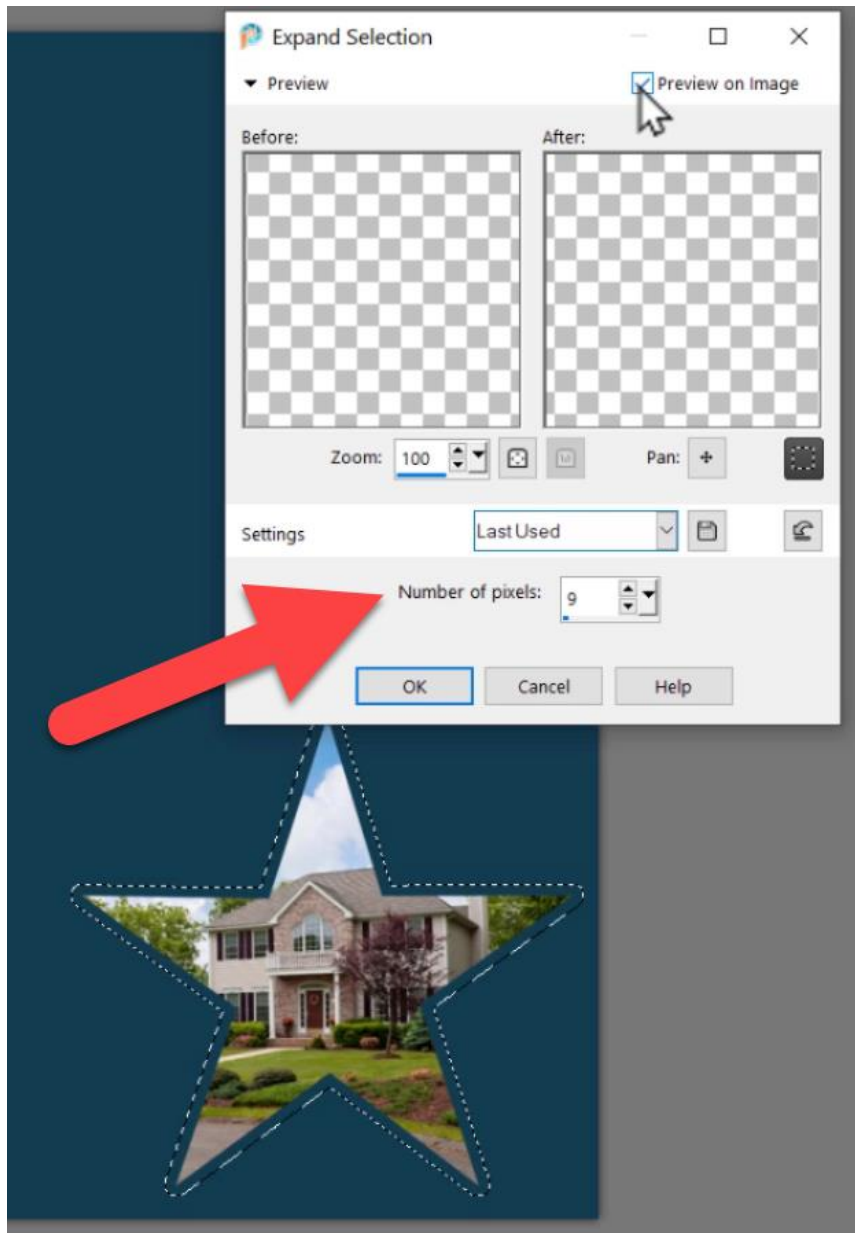 Expand Selection
Preview
Preview on Image
Before:
After:
Zoom: 100
Pan:
Settings
Last Used
Number of pixels: 9
OK
Cancel
Help